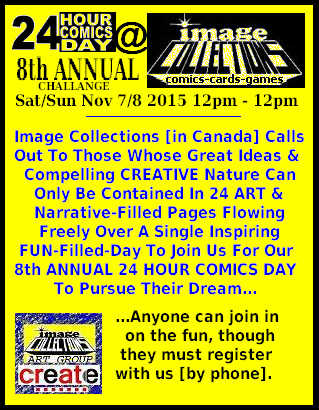 24 HOUR COMICS DAY @ image COLLECTIONS
comics-cards-games
8th ANNUAL
CHALLANGE
Sat/Sun Nov 7/8 2015 12pm - 12pm
Image Collections [in Canada] Calls
Out To Those Whose Great Ideas &
Compelling CREATIVE Nature Can
Only Be Contained In 24 ART &
Narrative-Filled Pages Flowing
Freely Over A Single Inspiring
FUN-Filled-Day To Join Us For Our
8th ANNUAL 24 HOUR COMICS DAY
To Pursue Their Dream...
image
COLLECTIONS
ART GROUP
create
...Anyone can join in
on the fun, though
they must register
with us [by phone].